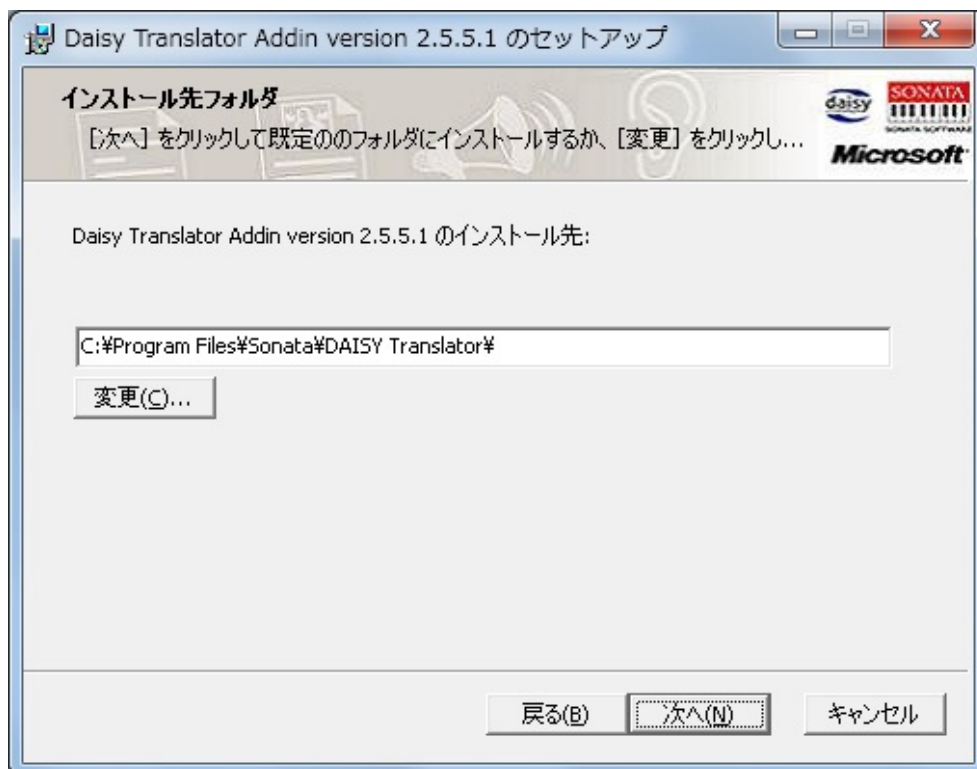 Daisy Translator Addin version 2.5.5.1 のセットアップ
インストール先フォルダ
[次へ] をクリックして既定ののフォルダにインストールするか、[変更] をクリックし...
daisy
SONATA
SONATA SOFTWARE
Microsoft
Daisy Translator Addin version 2.5.5.1 のインストール先:
C:¥Program Files¥Sonata¥DAISY Translator¥
変更(C)...
戻る(B)
次へ(N)
キャンセル